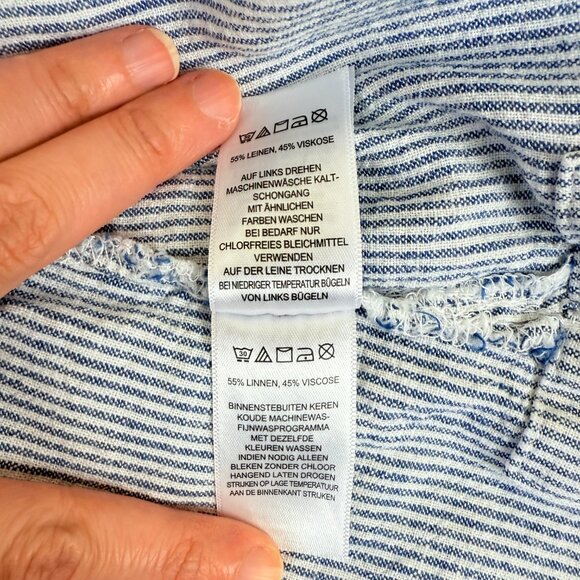 55% LEINEN, 45% VISKOSE
AUF LINKS DREHEN
MASCHINENWÄSCHE KALT-
SCHONGANG
MIT ÄHNLICHEN
FARBEN WASCHEN
BEI BEDARF NUR
CHLORFREIES BLEICHMITTEL
VERWENDEN
AUF DER LEINE TROCKNEN
BEI NIEDRIGER TEMPERATUR BÜGELN
VON LINKS BÜGELN
30
55% LINNEN, 45% VISCOSE
BINNENSTEBUITEN KEREN
KOUDE MACHINEWAS-
FIJNWASPROGRAMMA
MET DEZELFDE
KLEUREN WASSEN
INDIEN NODIG ALLEEN
BLEKEN ZONDER CHLOOR
HANGEND LATEN DROGEN
STRIJKEN OP LAGE TEMPERATUUR
AAN DE BINNENKANT STRIJKEN